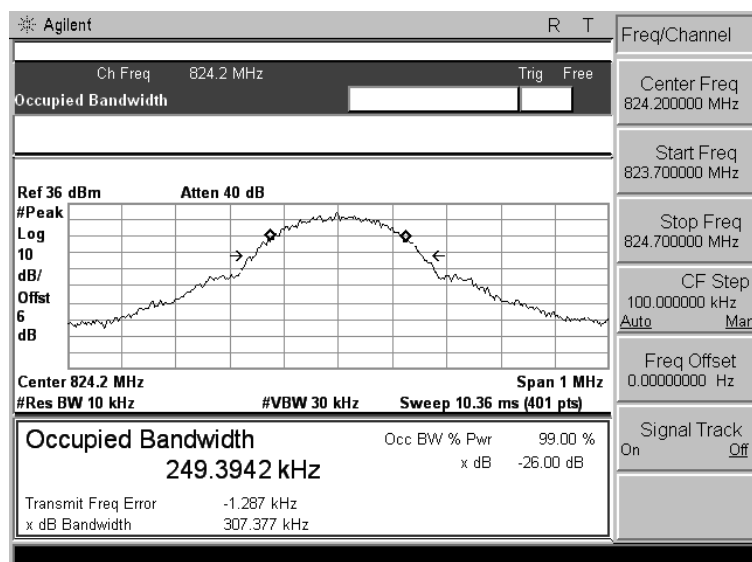 Agilent R T
Ch Freq 824.2 MHz Trig Free
Occupied Bandwidth
Ref 36 dBm Atten 40 dB
#Peak
Log
10
dB/
Offst
6
dB
Center 824.2 MHz Span 1 MHz
#Res BW 10 kHz #VBW 30 kHz Sweep 10.36 ms (401 pts)
Occupied Bandwidth
249.3942 kHz
Occ BW % Pwr 99.00 %
x dB -26.00 dB
Transmit Freq Error -1.287 kHz
x dB Bandwidth 307.377 kHz
Freq/Channel
Center Freq
824.200000 MHz
Start Freq
823.700000 MHz
Stop Freq
824.700000 MHz
CF Step
100.000000 kHz
Auto Man
Freq Offset
0.00000000 Hz
Signal Track
On Off